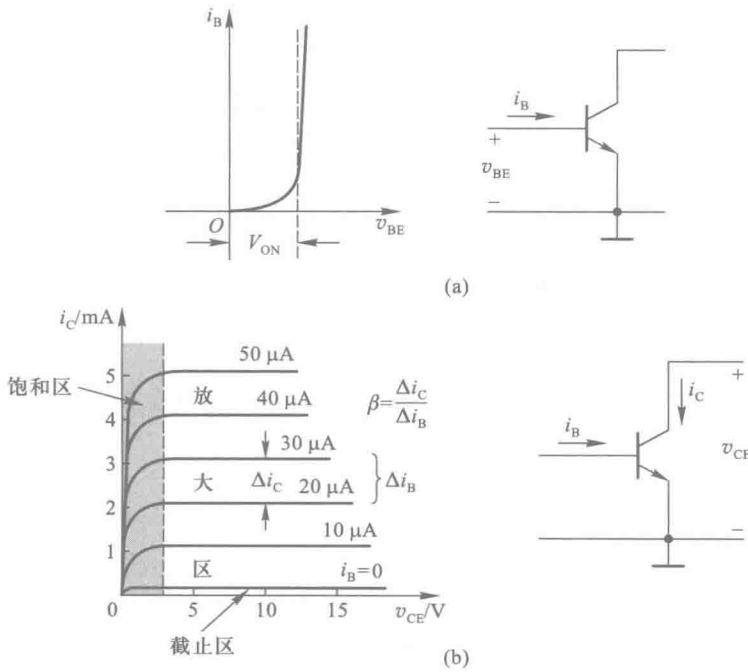 i_B
i_B
+
v_BE
−
O
v_BE
V_ON
(a)
i_C/mA
50 μA
饱和区
5
放
40 μA
β=Δi_C/Δi_B
i_C
+
4
30 μA
i_B
v_CE
3
大
Δi_C
20 μA
Δi_B
2
10 μA
1
区
i_B=0
−
0
5
10
15
v_CE/V
截止区
(b)